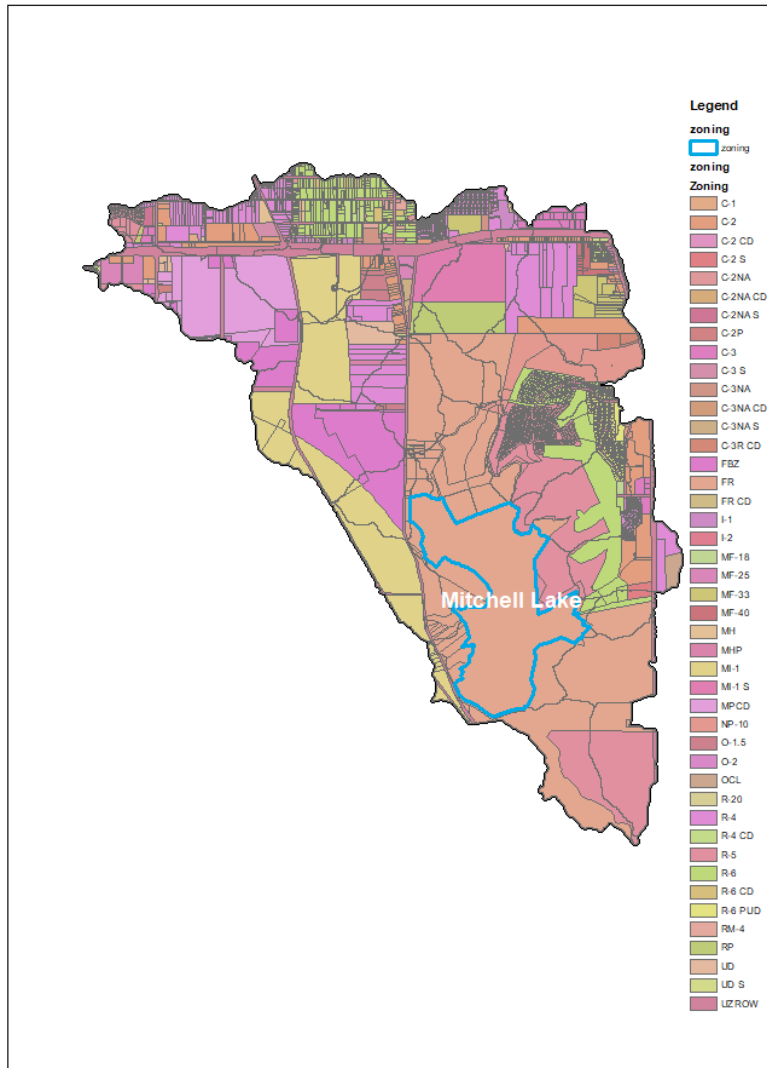 Legend
zoning
zoning
zoning
Zoning
C-1
C-2
C-2 CD
C-2 S
C-2NA
C-2NA CD
C-2NA S
C-2P
C-3
C-3 S
C-3NA
C-3NA CD
C-3NA S
C-3R CD
FBZ
FR
FR CD
I-1
I-2
MF-18
MF-25
MF-33
MF-40
MH
MHP
MI-1
MI-1 S
MPCD
NP-10
O-1.5
O-2
OCL
R-20
R-4
R-4 CD
R-5
R-6
R-6 CD
R-6 PUD
RM-4
RP
UD
UD S
UZROW
Mitchell Lake